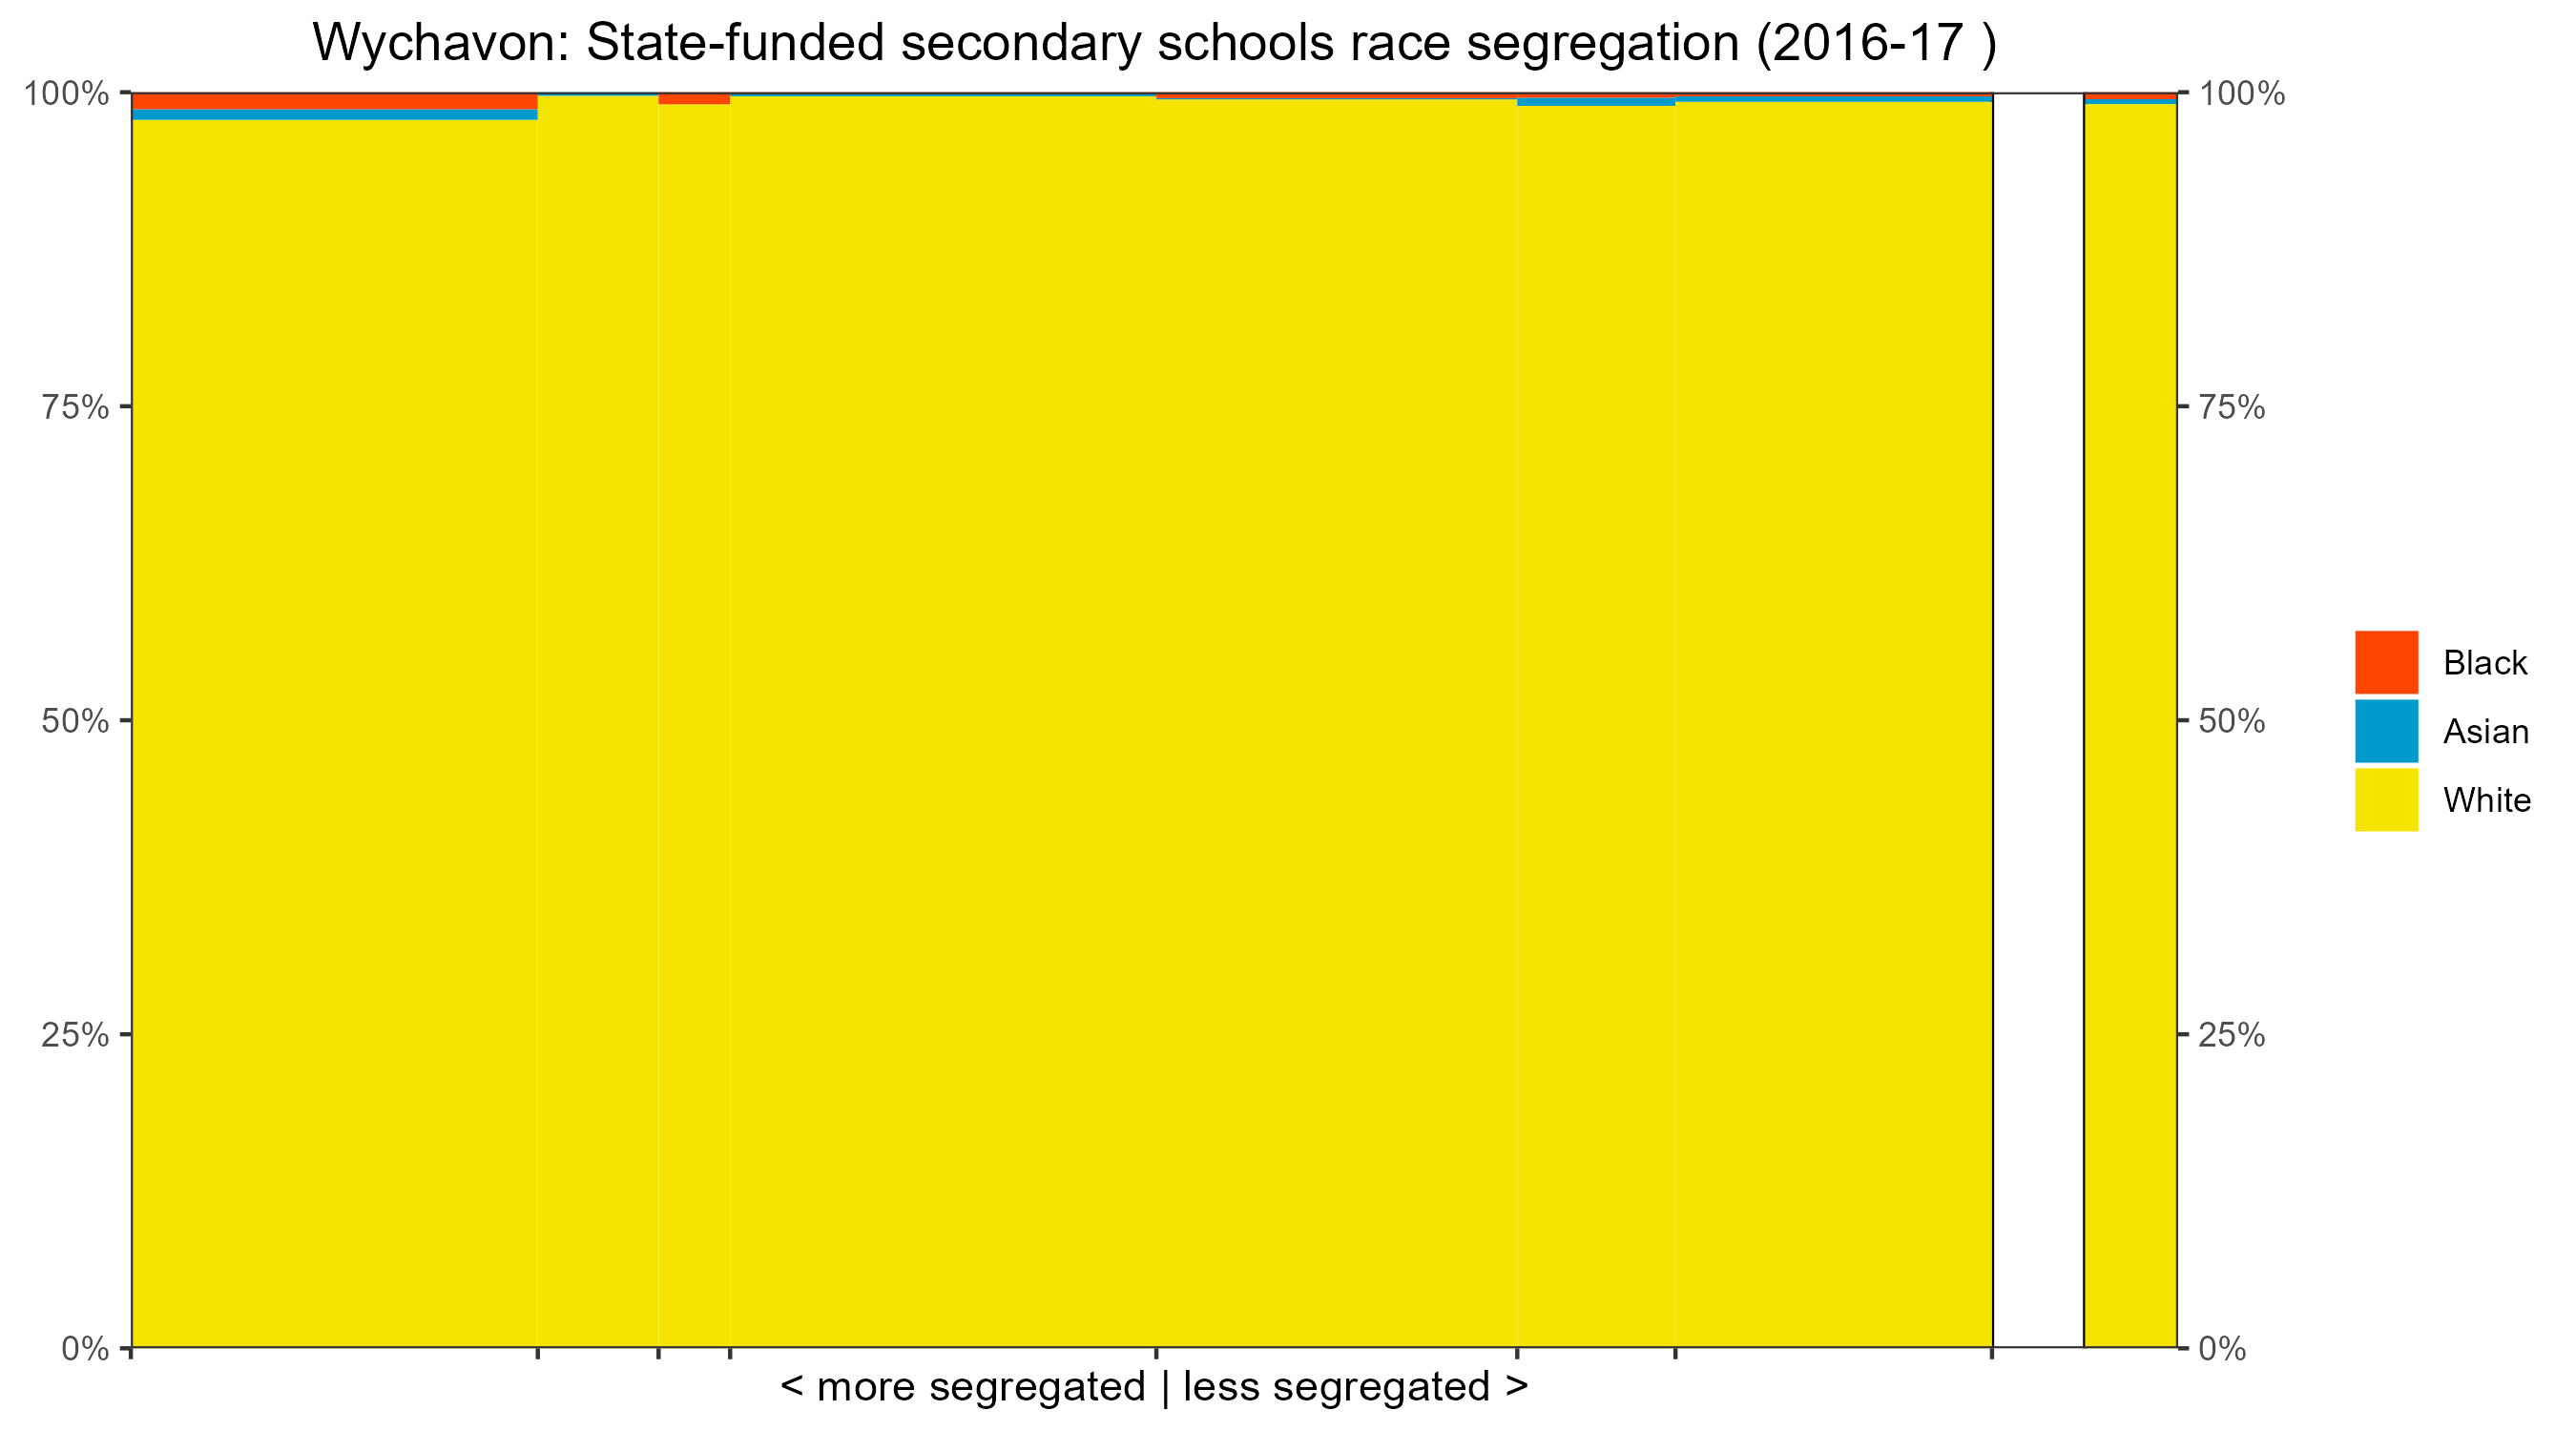 Wychavon: State-funded secondary schools race segregation (2016-17 )
100%
75%
50%
25%
0%
100%
75%
50%
25%
0%
Black
Asian
White
< more segregated | less segregated >